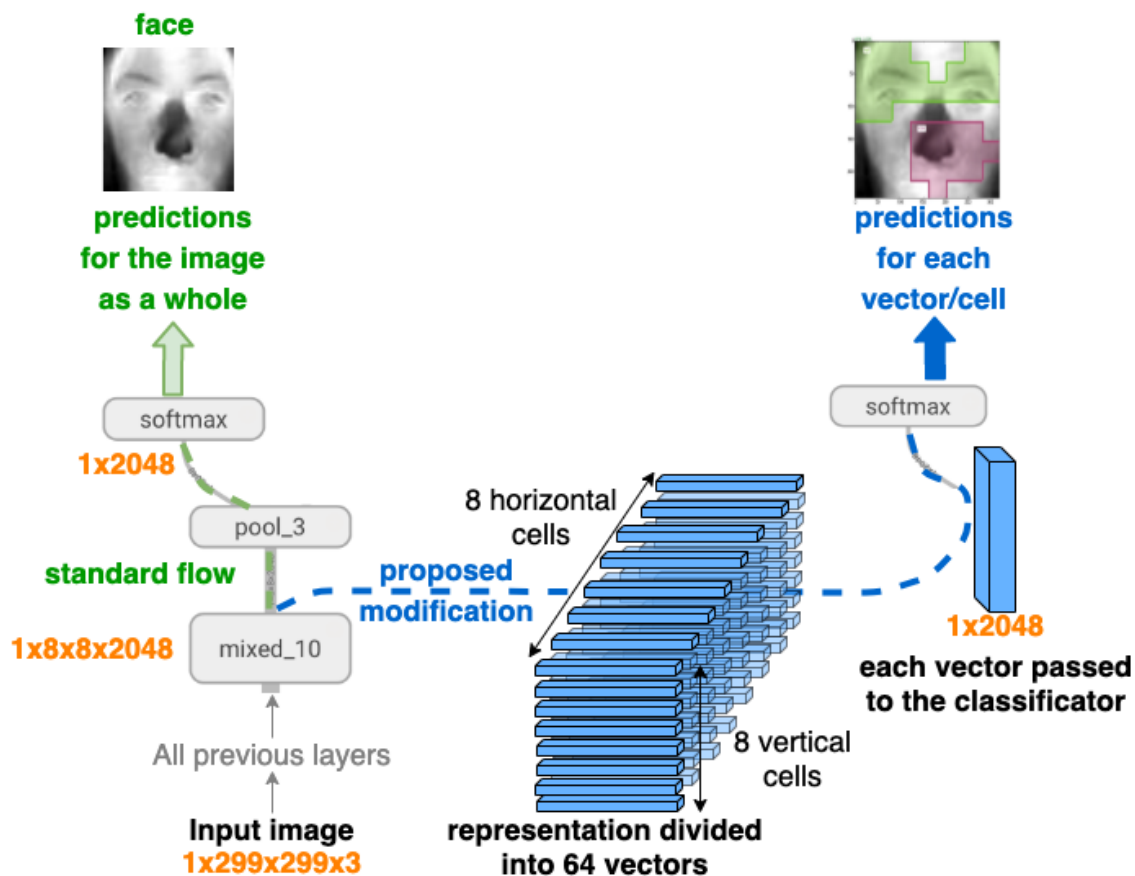 face
predictions
for the image
as a whole
softmax
1x2048
pool_3
standard flow
1x8x8x2048
mixed_10
All previous layers
Input image
1x299x299x3
proposed
modification
8 horizontal
cells
8 vertical
cells
representation divided
into 64 vectors
predictions
for each
vector/cell
softmax
1x2048
each vector passed
to the classificator